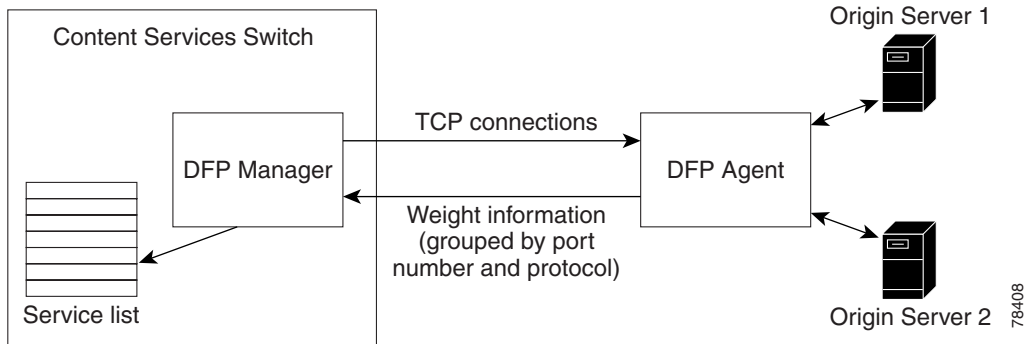 Origin Server 1
Content Services Switch
TCP connections
DFP Manager
DFP Agent
Weight information
(grouped by port
number and protocol)
Service list
Origin Server 2
78408